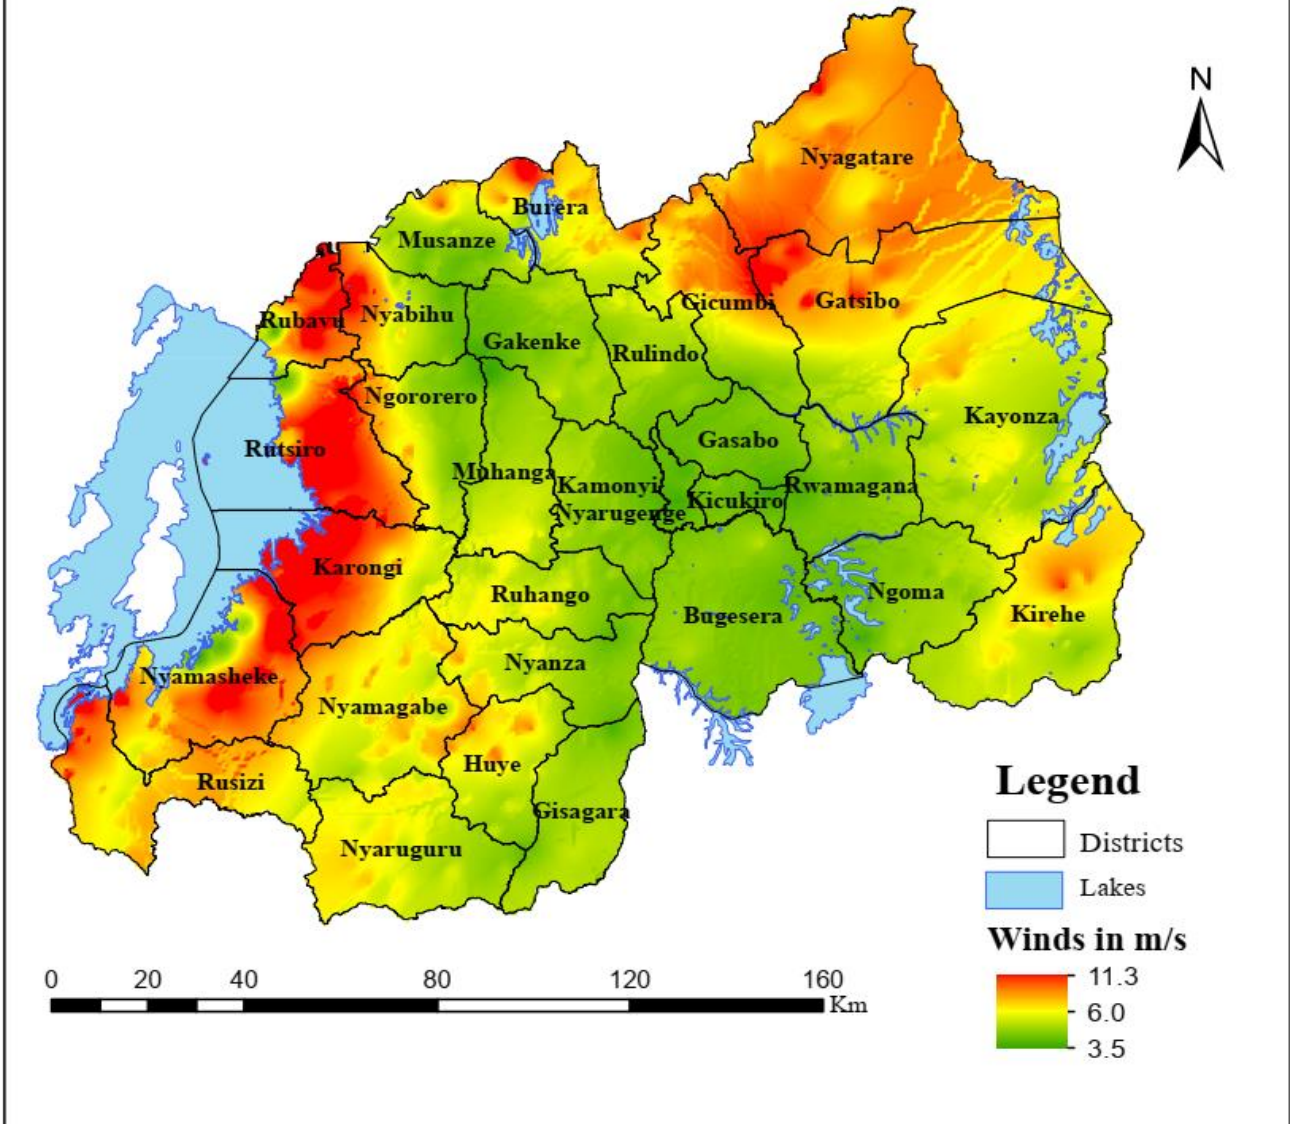 N
Nyagatare
Burera
Musanze
Gicumbi
Gatsibo
Rubavu
Nyabihu
Gakenke
Rulindo
Ngororero
Kayonza
Gasabo
Rutsiro
Muhanga
Kamonyi
Rwamagana
Kicukiro
Nyarugenge
Karongi
Ruhango
Ngoma
Bugesera
Kirehe
Nyanza
Nyamasheke
Nyamagabe
Huye
Rusizi
Gisagara
Nyaruguru
Legend
Districts
Lakes
Winds in m/s
11.3
6.0
3.5
0 20 40 80 120 160
Km